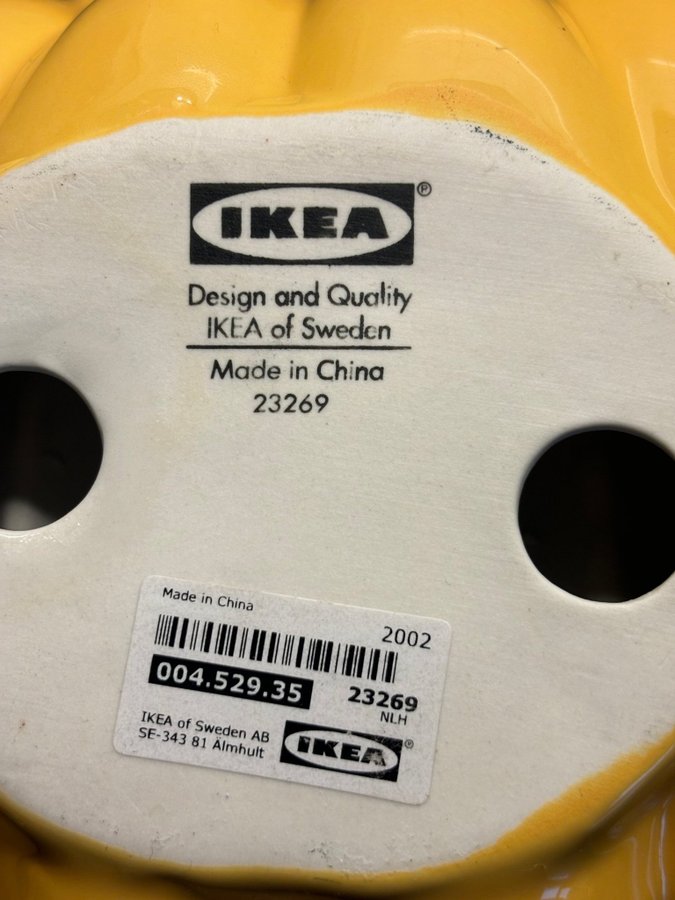 IKEA®
Design and Quality
IKEA of Sweden
Made in China
23269
Made in China
2002
004.529.35
23269
NLH
IKEA of Sweden AB
SE-343 81 Älmhult
IKEA®